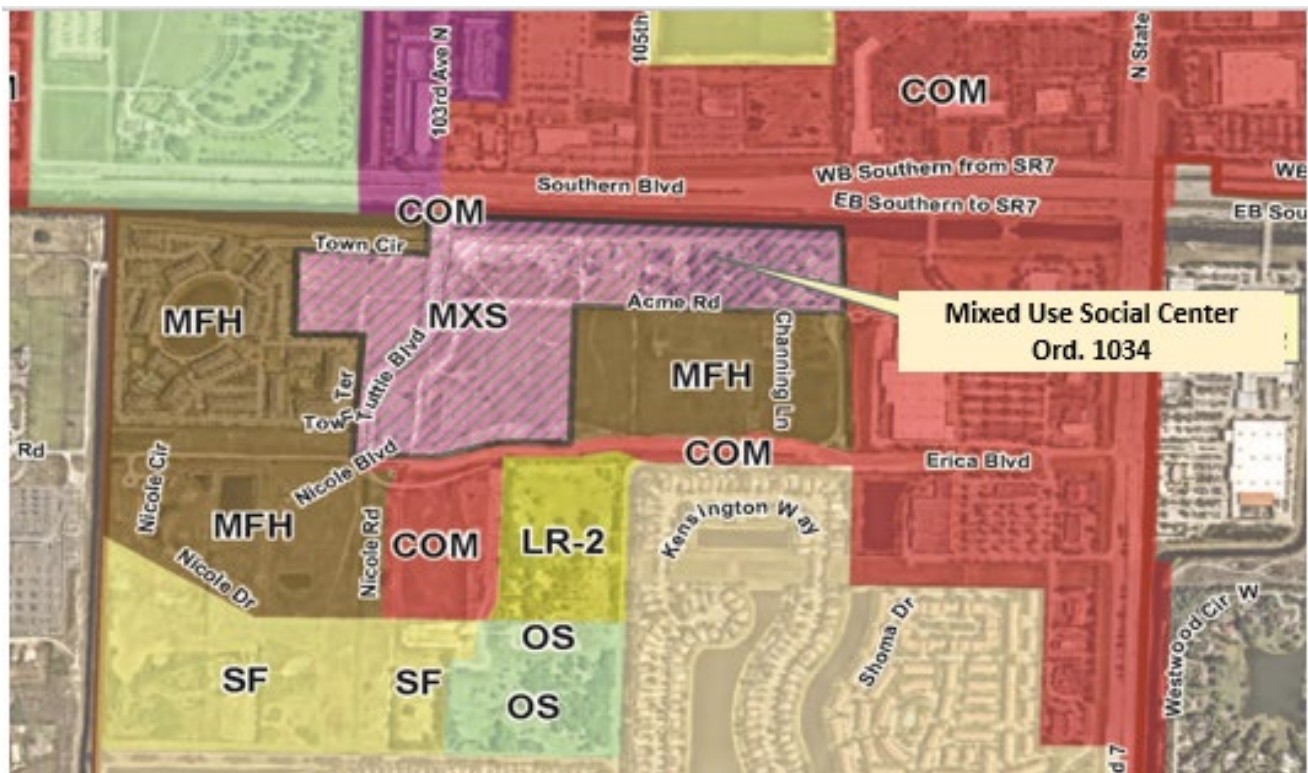 103rd Ave N
105th
N State
COM
Southern Blvd
WB Southern from SR7
WB
EB Southern to SR7
EB Sou
COM
Town Cir
Mixed Use Social Center
Ord. 1034
MFH
MXS
Acme Rd
Channing Ln
MFH
Tuttle Blvd
Town Ter
Rd
COM
Erica Blvd
Nicole Cir
Nicole Blvd
MFH
Nicole Rd
COM
LR-2
Kensington Way
Nicole Dr
Shoma Dr
Westwood Cir W
OS
SF
SF
OS
d 7